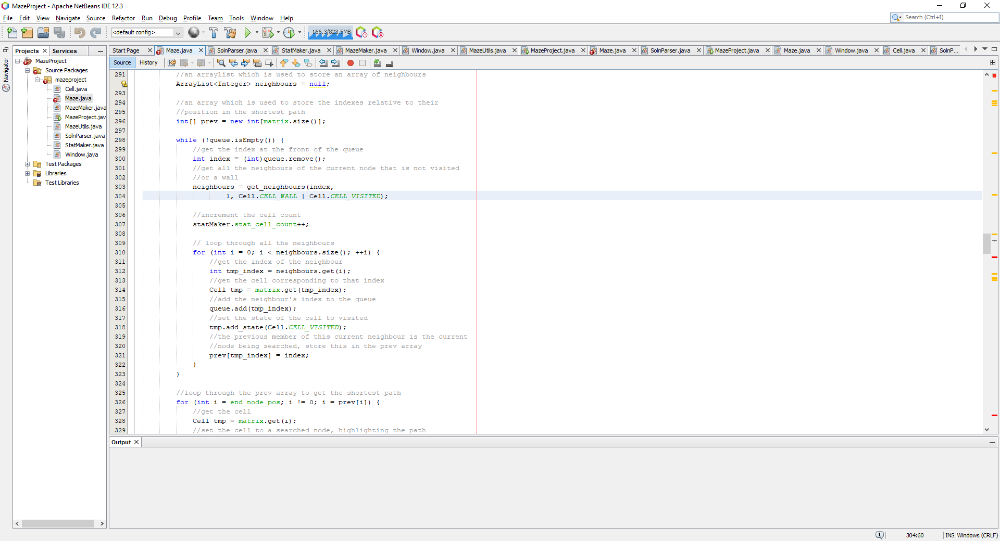 MazeProject - Apache NetBeans IDE 12.3
File Edit View Navigate Source Refactor Run Debug Profile Team Tools Window Help
Search (Ctrl+I)
<default config>
166.3/823.5MB
Projects Services
Start Page Maze.java SolnParser.java StatMaker.java MazeMaker.java Window.java MazeUtils.java MazeProject.java Maze.java SolnParser.java MazeProject.java Maze.java Window.java Cell.java SolnP...
Navigator
MazeProject
Source Packages
mazeproject
Cell.java
Maze.java
MazeMaker.java
MazeProject.jav
MazeUtils.java
SolnParser.java
StatMaker.java
Window.java
Test Packages
Libraries
Test Libraries
Source History
291 //an arraylist which is used to store an array of neighbours
ArrayList<Integer> neighbours = null;
293
294 //an array which is used to store the indexes relative to their
295 //position in the shortest path
296 int[] prev = new int[matrix.size()];
297
298 while (!queue.isEmpty()) {
299 //get the index at the front of the queue
300 int index = (int)queue.remove();
301 //get all the neighbours of the current node that is not visited
302 //or a wall
303 neighbours = get_neighbours(index,
304 1, Cell.CELL_WALL | Cell.CELL_VISITED);
305
306 //increment the cell count
307 statMaker.stat_cell_count++;
308
309 // loop through all the neighbours
310 for (int i = 0; i < neighbours.size(); ++i) {
311 //get the index of the neighbour
312 int tmp_index = neighbours.get(i);
313 //get the cell corresponding to that index
314 Cell tmp = matrix.get(tmp_index);
315 //add the neighbour's index to the queue
316 queue.add(tmp_index);
317 //set the state of the cell to visited
318 tmp.add_state(Cell.CELL_VISITED);
319 //the previous member of this current neighbour is the current
320 //node being searched, store this in the prev array
321 prev[tmp_index] = index;
322 }
323 }
324
325 //loop through the prev array to get the shortest path
326 for (int i = end_node_pos; i != 0; i = prev[i]) {
327 //get the cell
328 Cell tmp = matrix.get(i);
329 //set the cell to a searched node, highlighting the path
Output
1
304:60
INS Windows (CRLF)